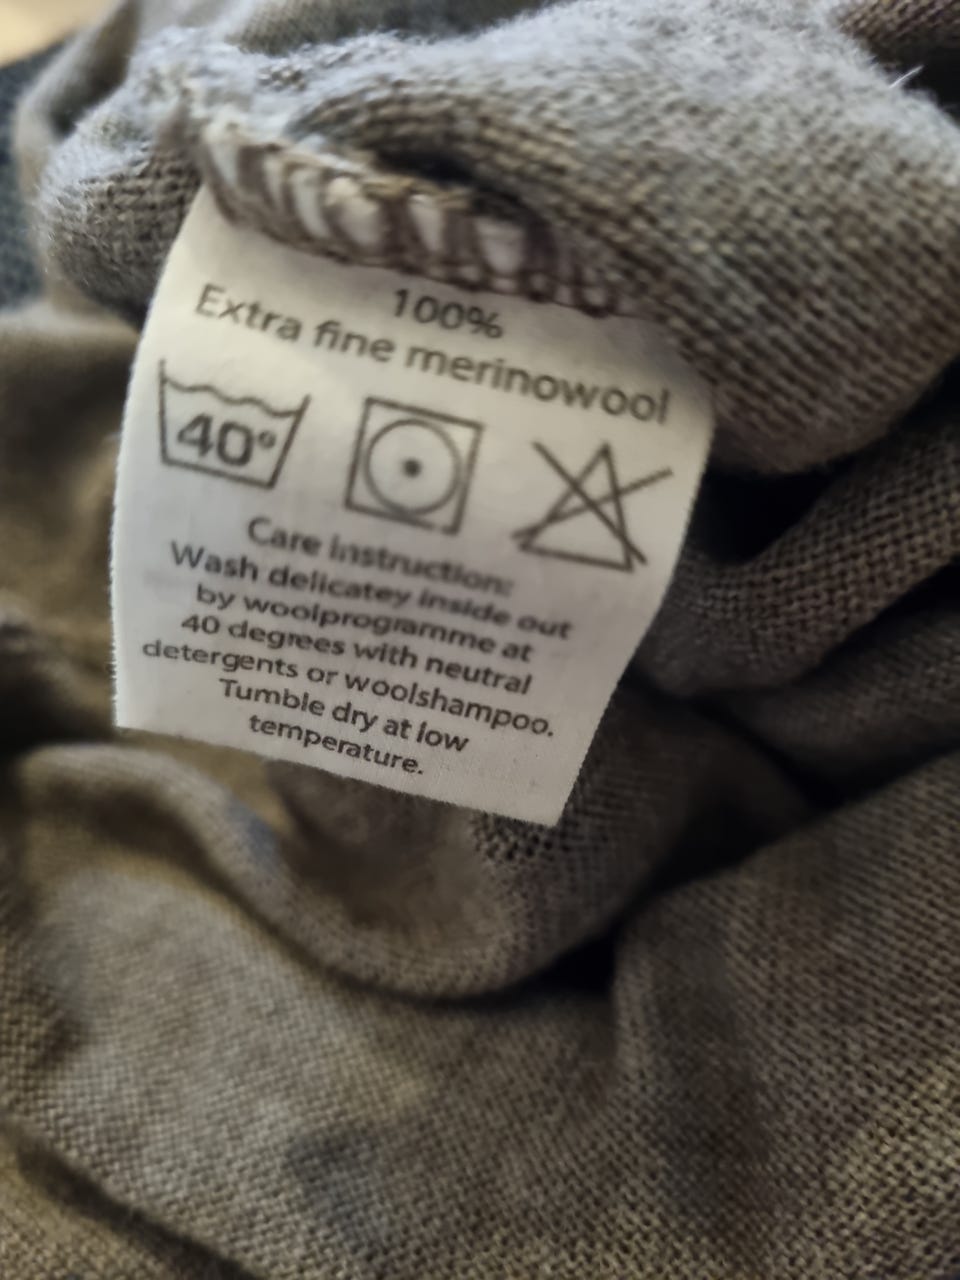 100%
Extra fine merinowool
40°
Care instruction:
Wash delicatey inside out
by woolprogramme at
40 degrees with neutral
detergents or woolshampoo.
Tumble dry at low
temperature.